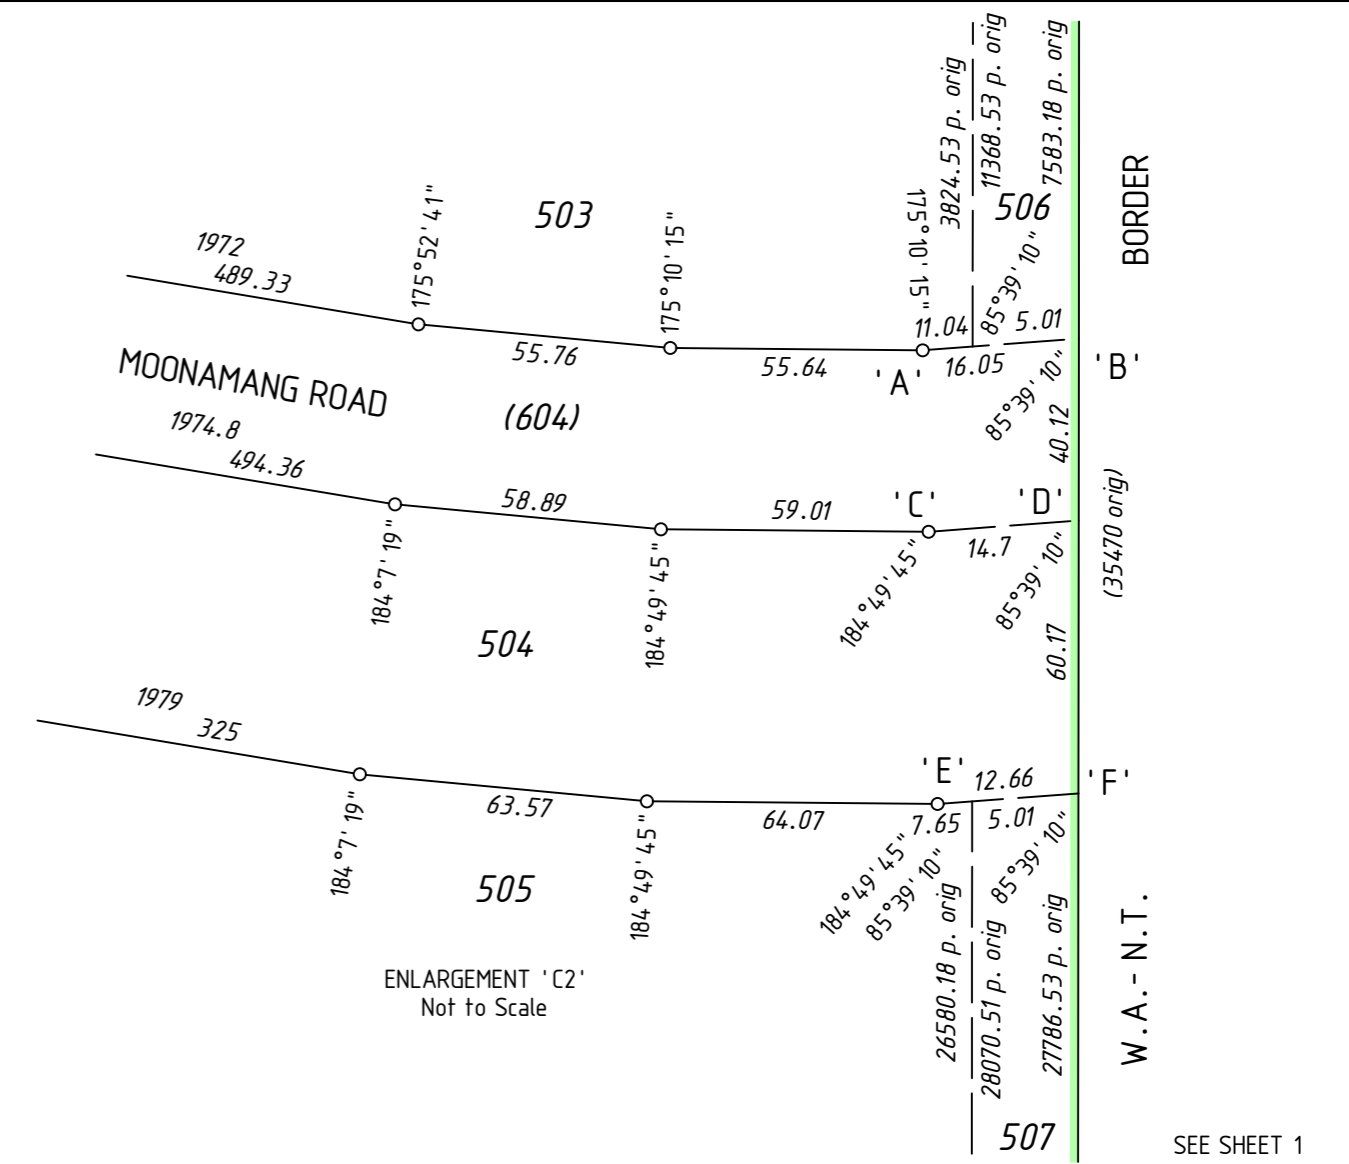 3824.53 p. orig
11368.53 p. orig
7583.18 p. orig
BORDER
503
506
175°52'41"
175°10'15"
175°10'15"
85°39'10"
1972
489.33
55.76
55.64
11.04
5.01
16.05
'A'
'B'
85°39'10"
40.12
MOONAMANG ROAD
(604)
1974.8
494.36
58.89
59.01
'C'
'D'
14.7
(35470 orig)
184°7'19"
184°49'45"
184°49'45"
85°39'10"
504
60.17
1979
325
63.57
64.07
'E'
12.66
'F'
7.65
5.01
184°7'19"
184°49'45"
184°49'45"
85°39'10"
85°39'10"
505
26580.18 p. orig
28070.51 p. orig
27786.53 p. orig
W.A.-N.T.
ENLARGEMENT 'C2'
Not to Scale
507
SEE SHEET 1